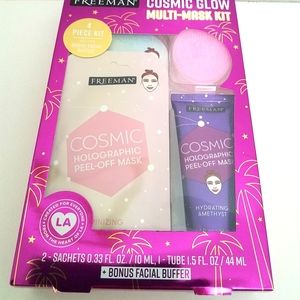 FREEMAN
COSMIC GLOW
MULTI-MASK KIT
4
PIECE KIT
FREEMAN
COSMIC
HOLOGRAPHIC
PEEL-OFF MASK
FREEMAN
COSMIC
HOLOGRAPHIC
PEEL-OFF MASK
HYDRATING
AMETHYST
LA
2 - SACHETS 0.33 FL. OZ / 10 ML, 1 - TUBE 1.5 FL OZ / 44 ML
+ BONUS FACIAL BUFFER